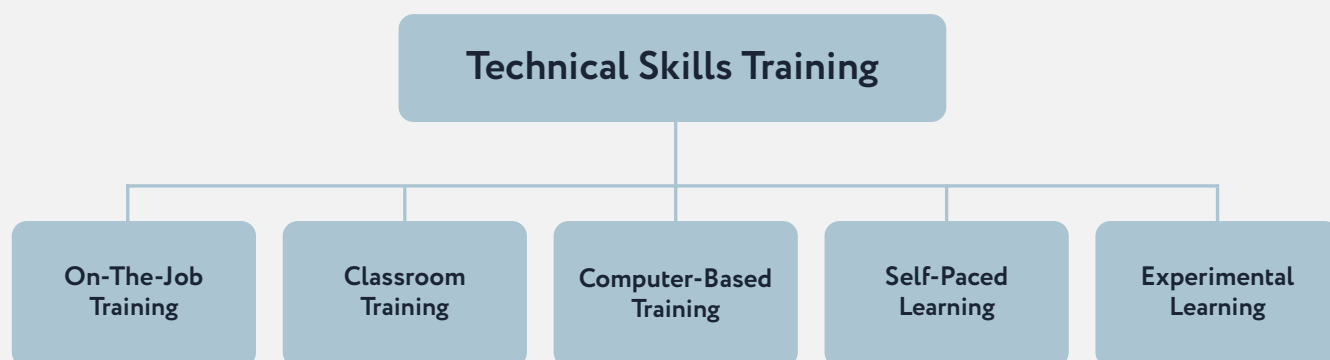 Technical Skills Training
On-The-Job
Training
Classroom
Training
Computer-Based
Training
Self-Paced
Learning
Experimental
Learning